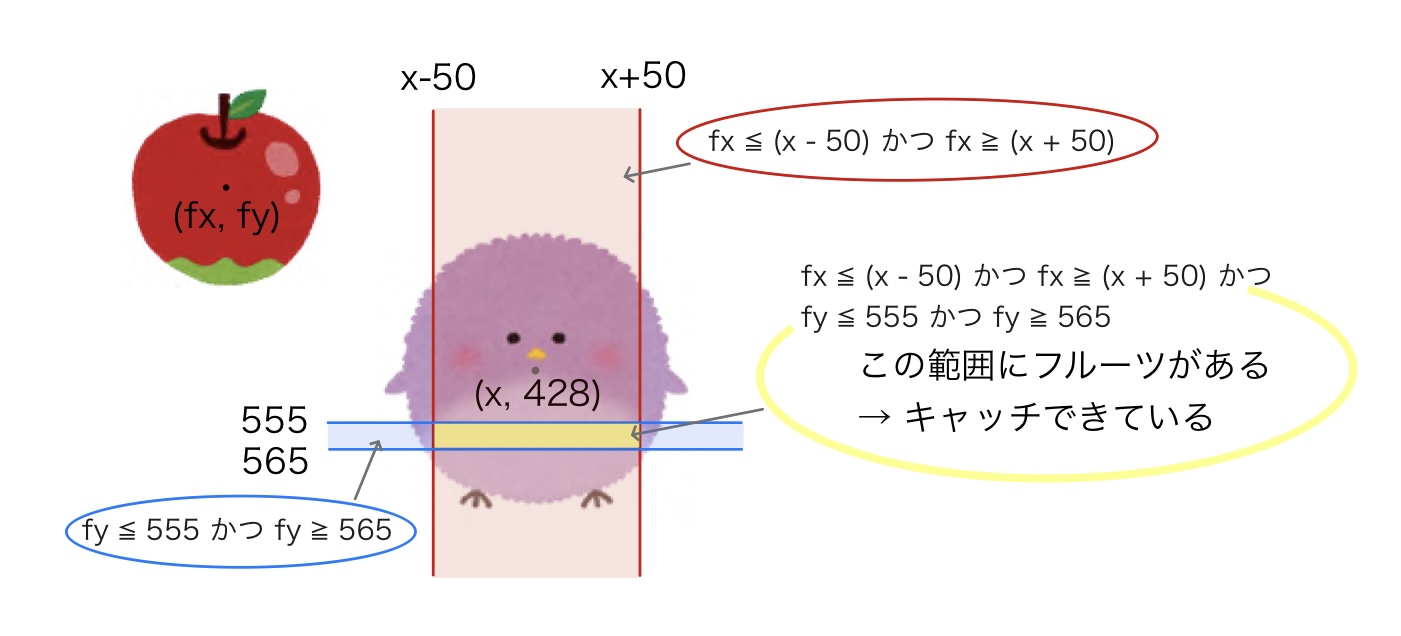 x-50
x+50
fx ≦ (x - 50) かつ fx ≧ (x + 50)
(fx, fy)
fx ≦ (x - 50) かつ fx ≧ (x + 50) かつ
fy ≦ 555 かつ fy ≧ 565
この範囲にフルーツがある
→ キャッチできている
(x, 428)
555
565
fy ≦ 555 かつ fy ≧ 565